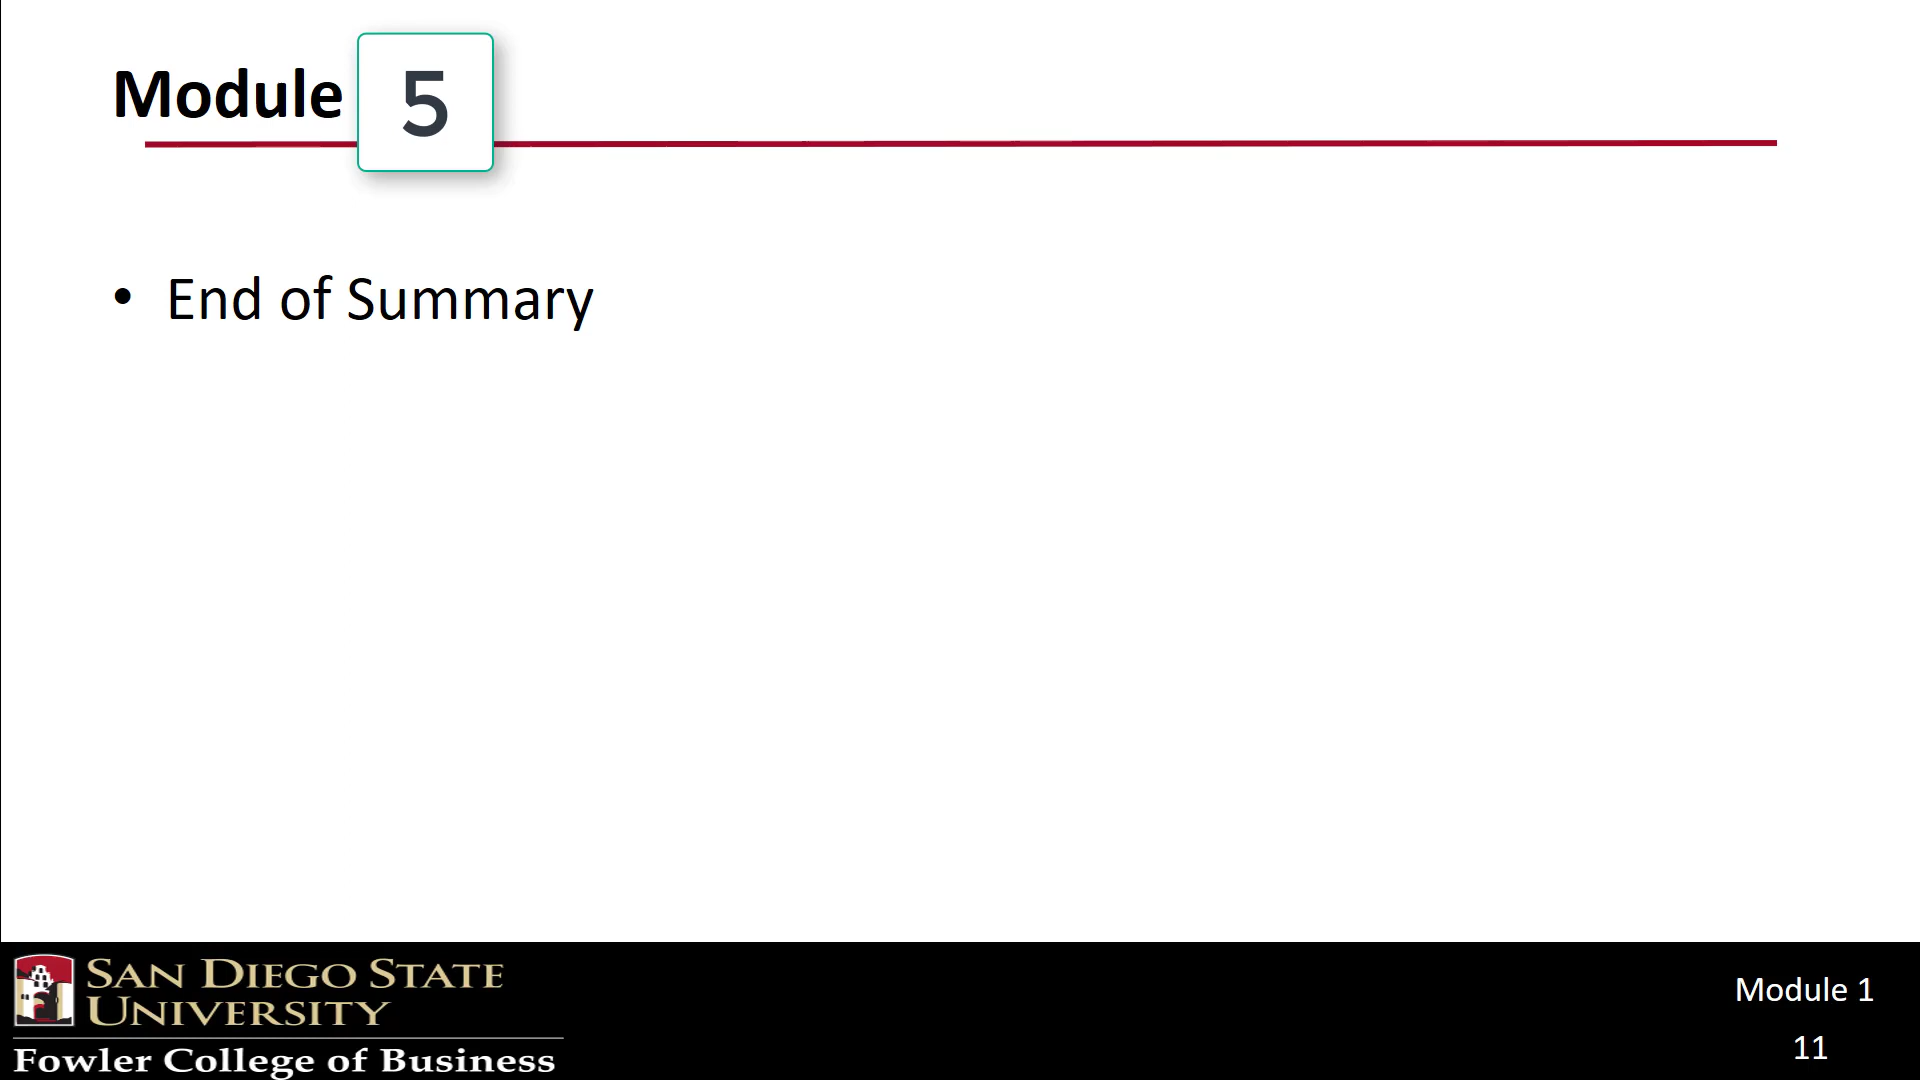 Module 5
• End of Summary
SAN DIEGO STATE
UNIVERSITY
Fowler College of Business
Module 1
11